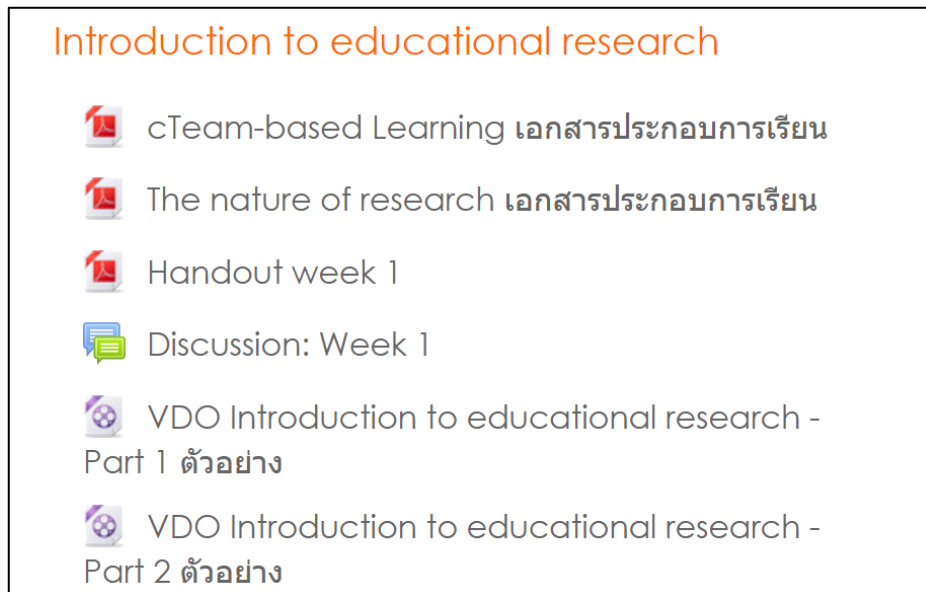 Introduction to educational research
cTeam-based Learning เอกสารประกอบการเรียน
The nature of research เอกสารประกอบการเรียน
Handout week 1
Discussion: Week 1
VDO Introduction to educational research -
Part 1 ตัวอย่าง
VDO Introduction to educational research -
Part 2 ตัวอย่าง